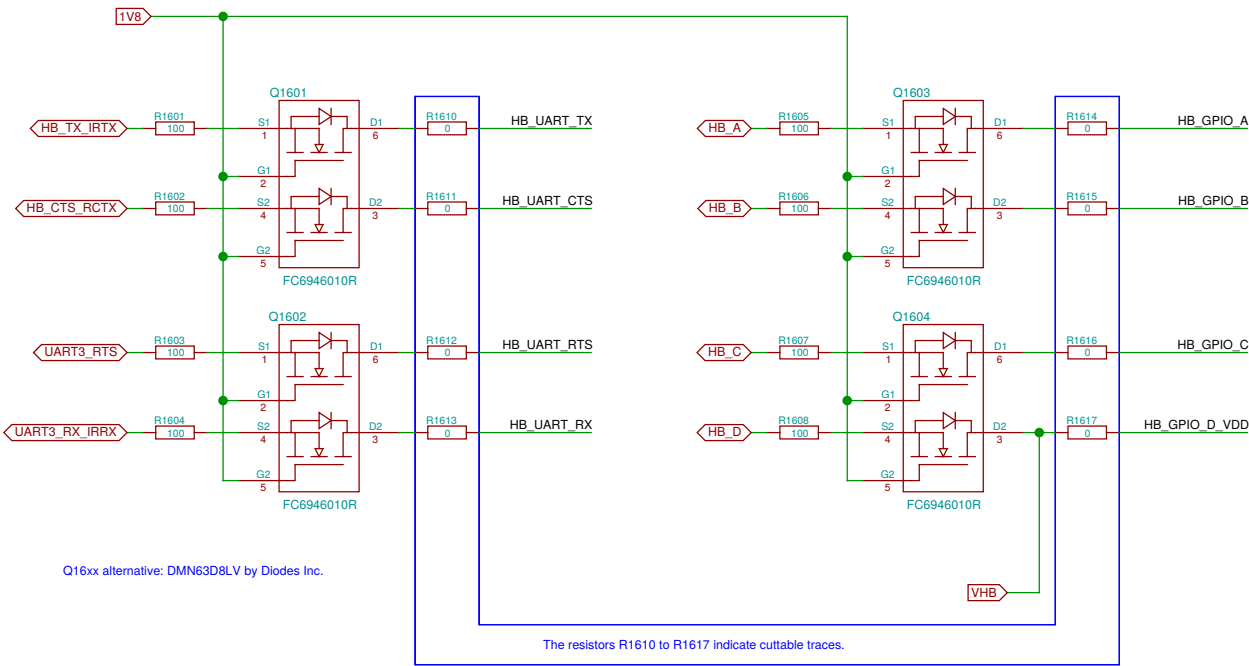 1V8
Q1601
HB_TX_IRTX
R1601
100
S1
1
D1
6
R1610
0
HB_UART_TX
G1
2
HB_CTS_RCTX
R1602
100
S2
4
D2
3
R1611
0
HB_UART_CTS
G2
5
FC6946010R
Q1603
HB_A
R1605
100
S1
1
D1
6
R1614
0
HB_GPIO_A
G1
2
HB_B
R1606
100
S2
4
D2
3
R1615
0
HB_GPIO_B
G2
5
FC6946010R
Q1602
UART3_RTS
R1603
100
S1
1
D1
6
R1612
0
HB_UART_RTS
G1
2
UART3_RX_IRRX
R1604
100
S2
4
D2
3
R1613
0
HB_UART_RX
G2
5
FC6946010R
Q1604
HB_C
R1607
100
S1
1
D1
6
R1616
0
HB_GPIO_C
G1
2
HB_D
R1608
100
S2
4
D2
3
R1617
0
HB_GPIO_D_VDD
G2
5
FC6946010R
Q16xx alternative: DMN63D8LV by Diodes Inc.
VHB
The resistors R1610 to R1617 indicate cuttable traces.